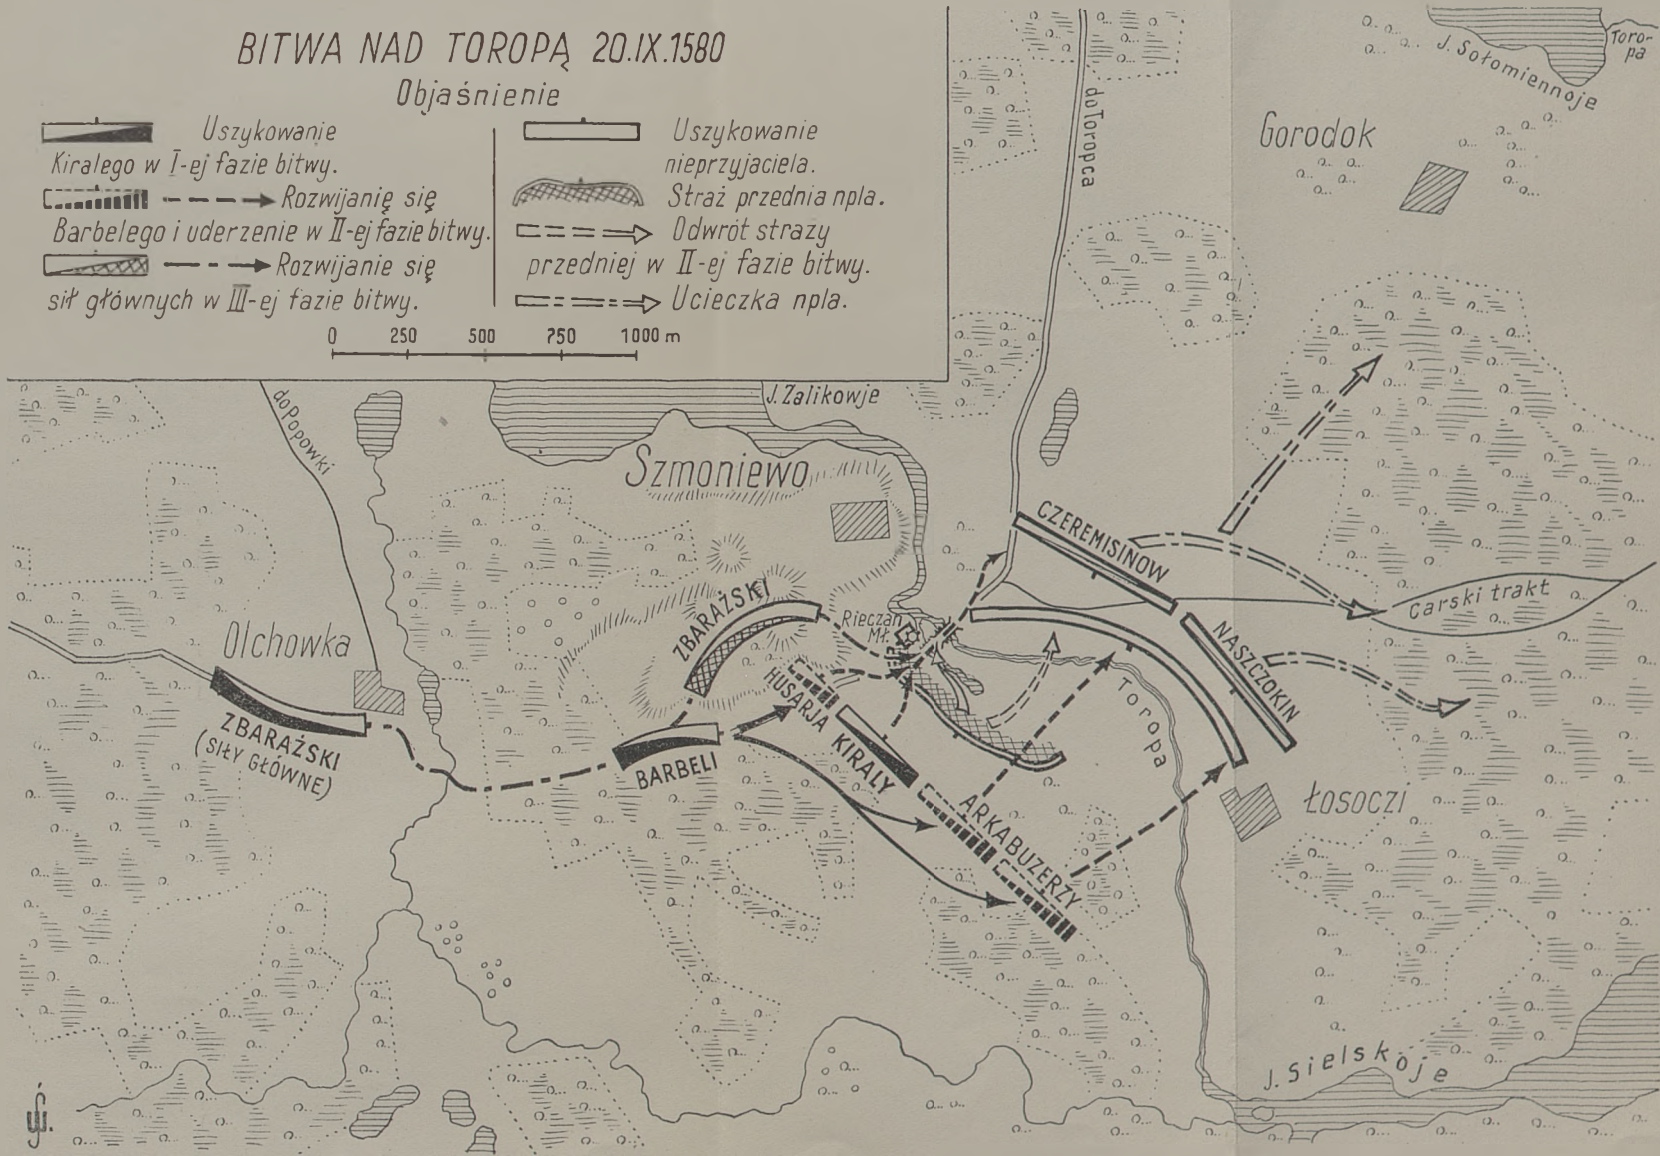 BITWA NAD TOROPĄ 20.IX.1580
Objaśnienie
Uszykowanie
Kiralego w I-ej fazie bitwy.
Rozwijanię się
Barbelego i uderzenie w II-ej fazie bitwy.
Rozwijanie się
sił głównych w III-ej fazie bitwy.
Uszykowanie
nieprzyjaciela.
Straż przednia npla.
Odwrót straży
przedniej w II-ej fazie bitwy.
Ucieczka npla.
0 250 500 750 1000 m
do Toropca
J. Sołomiennoje
Toro-
pa
Gorodok
do Popowki
J. Zalikowje
Szmoniewo
CZEREMISINOW
Carski trakt
Olchowka
ZBARAŻSKI
Rieczan
Mł.
NASZCZOKIN
HUSARJA
Toropa
ZBARAŻSKI
(SIŁY GŁÓWNE)
BARBELI
KIRALY
ARKABUZERZY
Łosoczi
J. Sielskoje